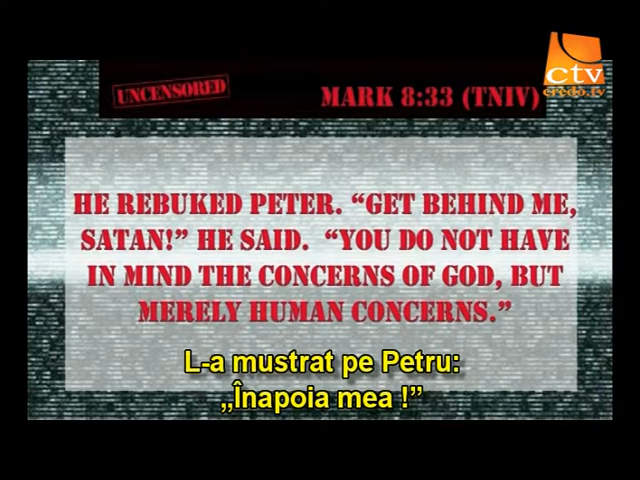 ctv
credo.tv
UNCENSORED
MARK 8:33 (TNIV)
HE REBUKED PETER. “GET BEHIND ME,
SATAN!” HE SAID. “YOU DO NOT HAVE
IN MIND THE CONCERNS OF GOD, BUT
MERELY HUMAN CONCERNS.”
L-a mustrat pe Petru:
„Înapoia mea !”